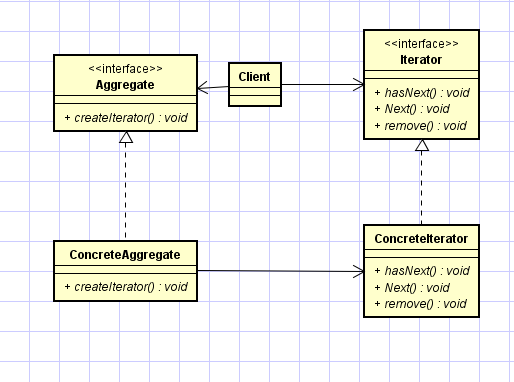 <<interface>>
Aggregate
+ createIterator() : void
Client
<<interface>>
Iterator
+ hasNext() : void
+ Next() : void
+ remove() : void
ConcreteAggregate
+ createIterator() : void
ConcreteIterator
+ hasNext() : void
+ Next() : void
+ remove() : void